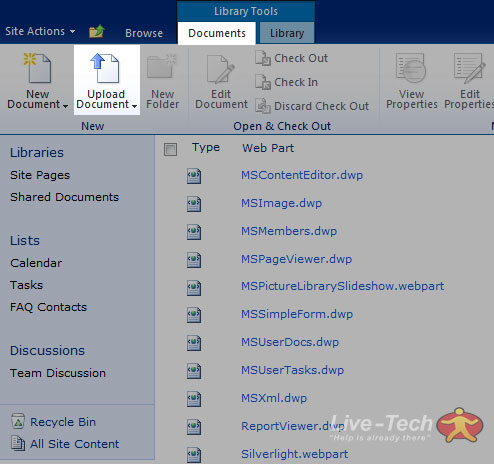 Library Tools
Site Actions Browse Documents Library
New Document
Upload Document
New Folder
Edit Document
Check Out
Check In
Discard Check Out
View Properties
Edit Properties
New
Open & Check Out
Libraries
Site Pages
Shared Documents
Lists
Calendar
Tasks
FAQ Contacts
Discussions
Team Discussion
Recycle Bin
All Site Content
Type Web Part
MSContentEditor.dwp
MSImage.dwp
MSMembers.dwp
MSPageViewer.dwp
MSPictureLibrarySlideshow.webpart
MSSimpleForm.dwp
MSUserDocs.dwp
MSUserTasks.dwp
MSXml.dwp
ReportViewer.dwp
Silverlight.webpart
Live-Tech
"Help is already there"